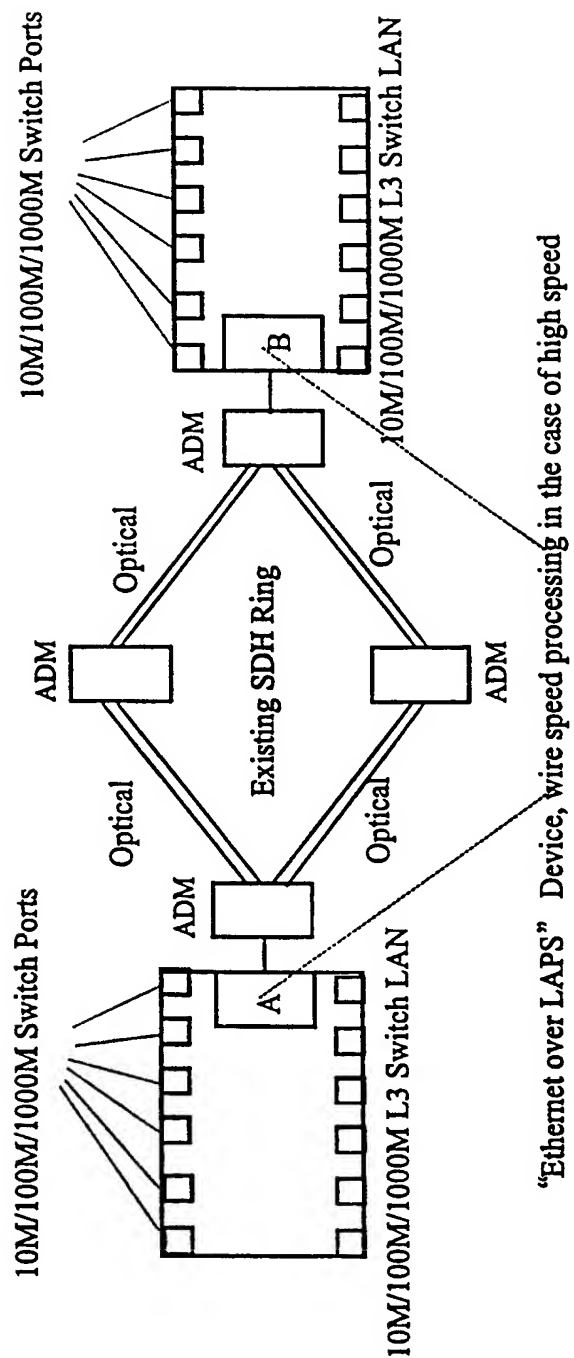 10M/100M/1000M Switch Ports
10M/100M/1000M Switch Ports
ADM
Optical
Optical
ADM
ADM
Existing SDH Ring
A
B
Optical
Optical
10M/100M/1000M L3 Switch LAN
10M/100M/1000M L3 Switch LAN
ADM
“Ethernet over LAPS” Device, wire speed processing in the case of high speed